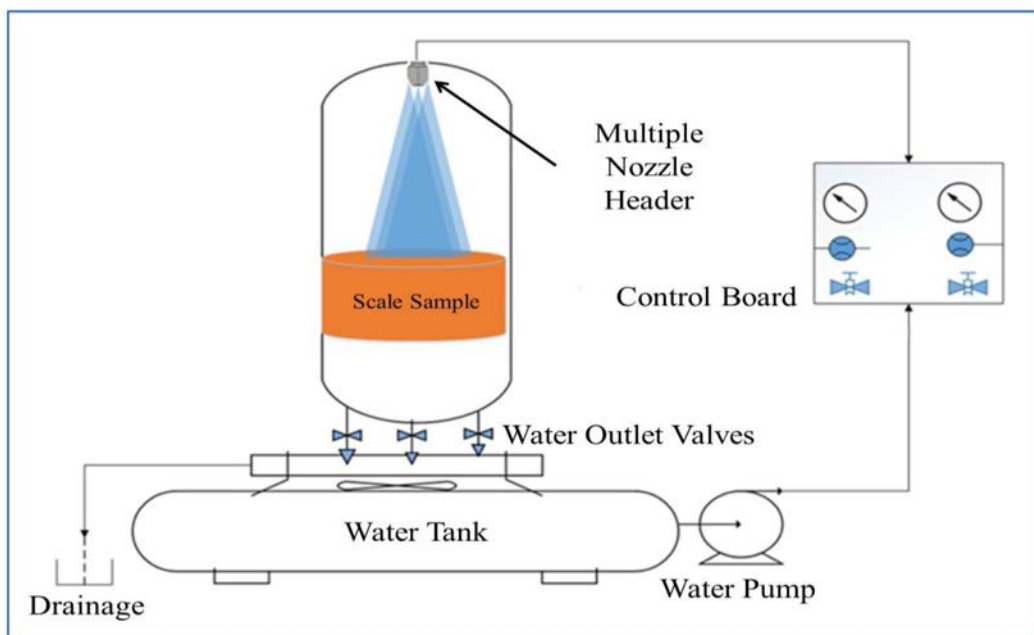 Multiple
Nozzle
Header
Scale Sample
Control Board
Water Outlet Valves
Water Tank
Water Pump
Drainage